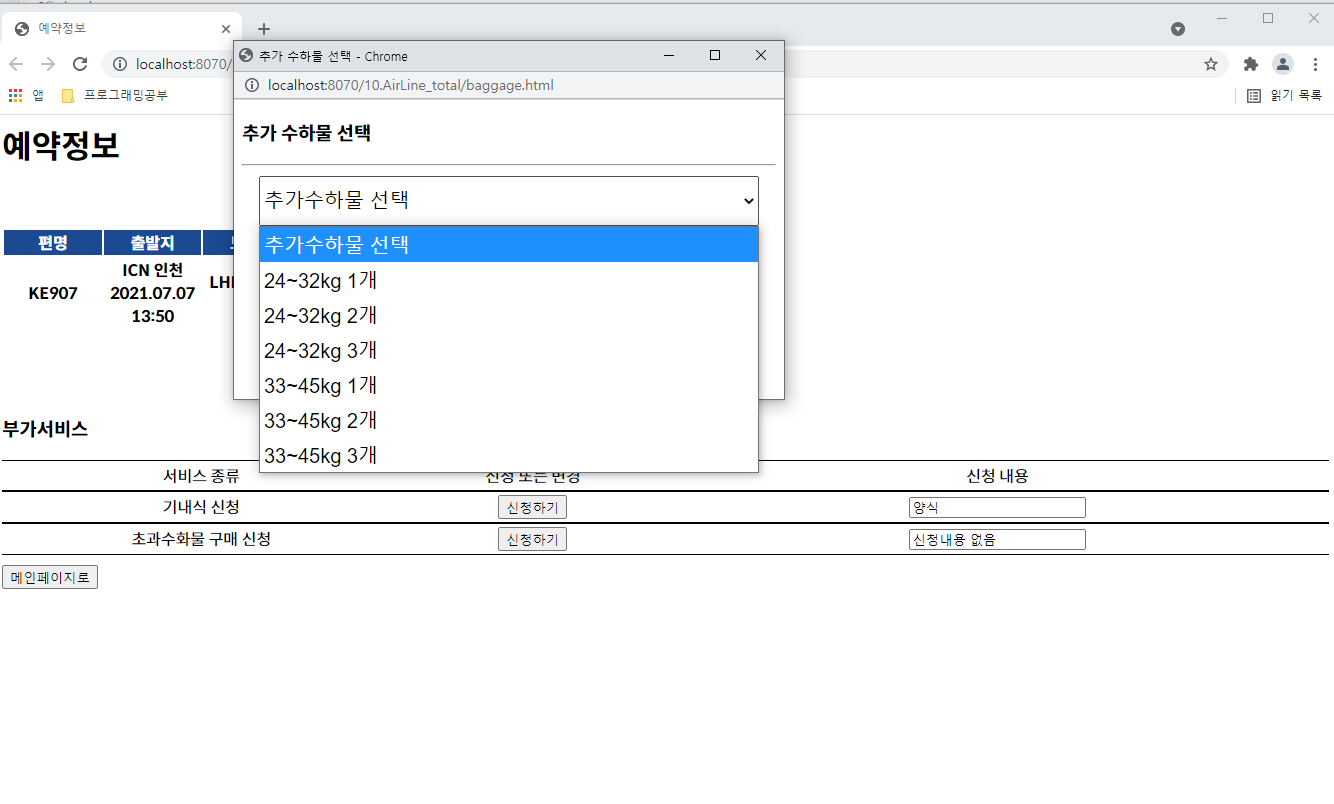 예약정보
추가 수하물 선택 - Chrome
localhost:8070/
localhost:8070/10.AirLine_total/baggage.html
앱
프로그래밍공부
읽기 목록
추가 수하물 선택
예약정보
추가수하물 선택
추가수하물 선택
24~32kg 1개
24~32kg 2개
24~32kg 3개
33~45kg 1개
33~45kg 2개
33~45kg 3개
편명 출발지
KE907 ICN 인천
2021.07.07
13:50
부가서비스
서비스 종류 신청 또는 변경 신청 내용
기내식 신청 신청하기 양식
초과수화물 구매 신청 신청하기 신청내용 없음
메인페이지로